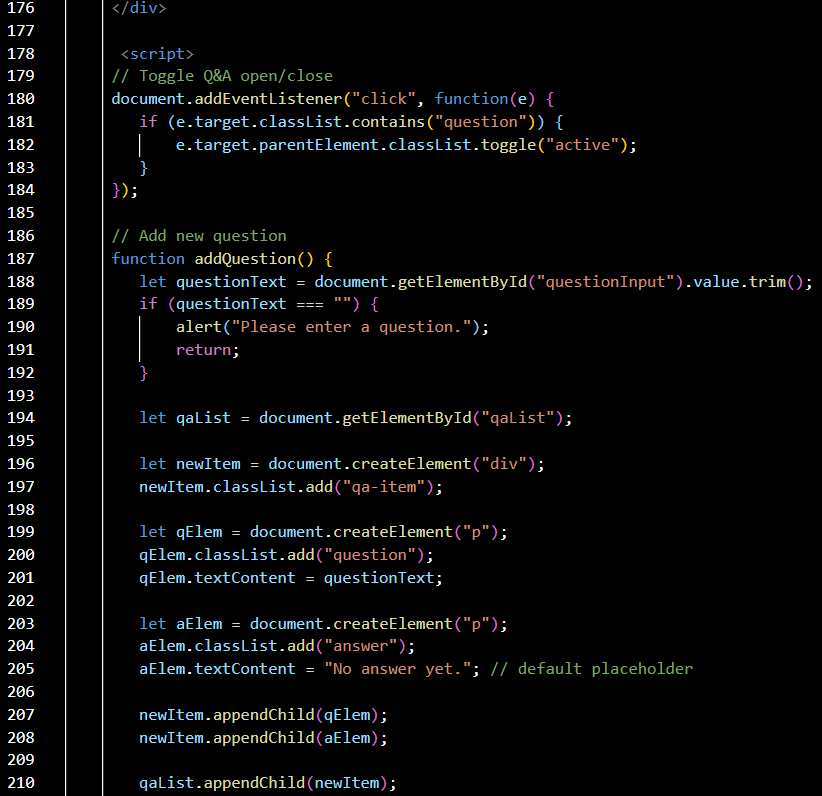 176 </div>
177
178 <script>
179 // Toggle Q&A open/close
180 document.addEventListener("click", function(e) {
181 if (e.target.classList.contains("question")) {
182 e.target.parentElement.classList.toggle("active");
183 }
184 });
185
186 // Add new question
187 function addQuestion() {
188 let questionText = document.getElementById("questionInput").value.trim();
189 if (questionText === "") {
190 alert("Please enter a question.");
191 return;
192 }
193
194 let qaList = document.getElementById("qaList");
195
196 let newItem = document.createElement("div");
197 newItem.classList.add("qa-item");
198
199 let qElem = document.createElement("p");
200 qElem.classList.add("question");
201 qElem.textContent = questionText;
202
203 let aElem = document.createElement("p");
204 aElem.classList.add("answer");
205 aElem.textContent = "No answer yet."; // default placeholder
206
207 newItem.appendChild(qElem);
208 newItem.appendChild(aElem);
209
210 qaList.appendChild(newItem);